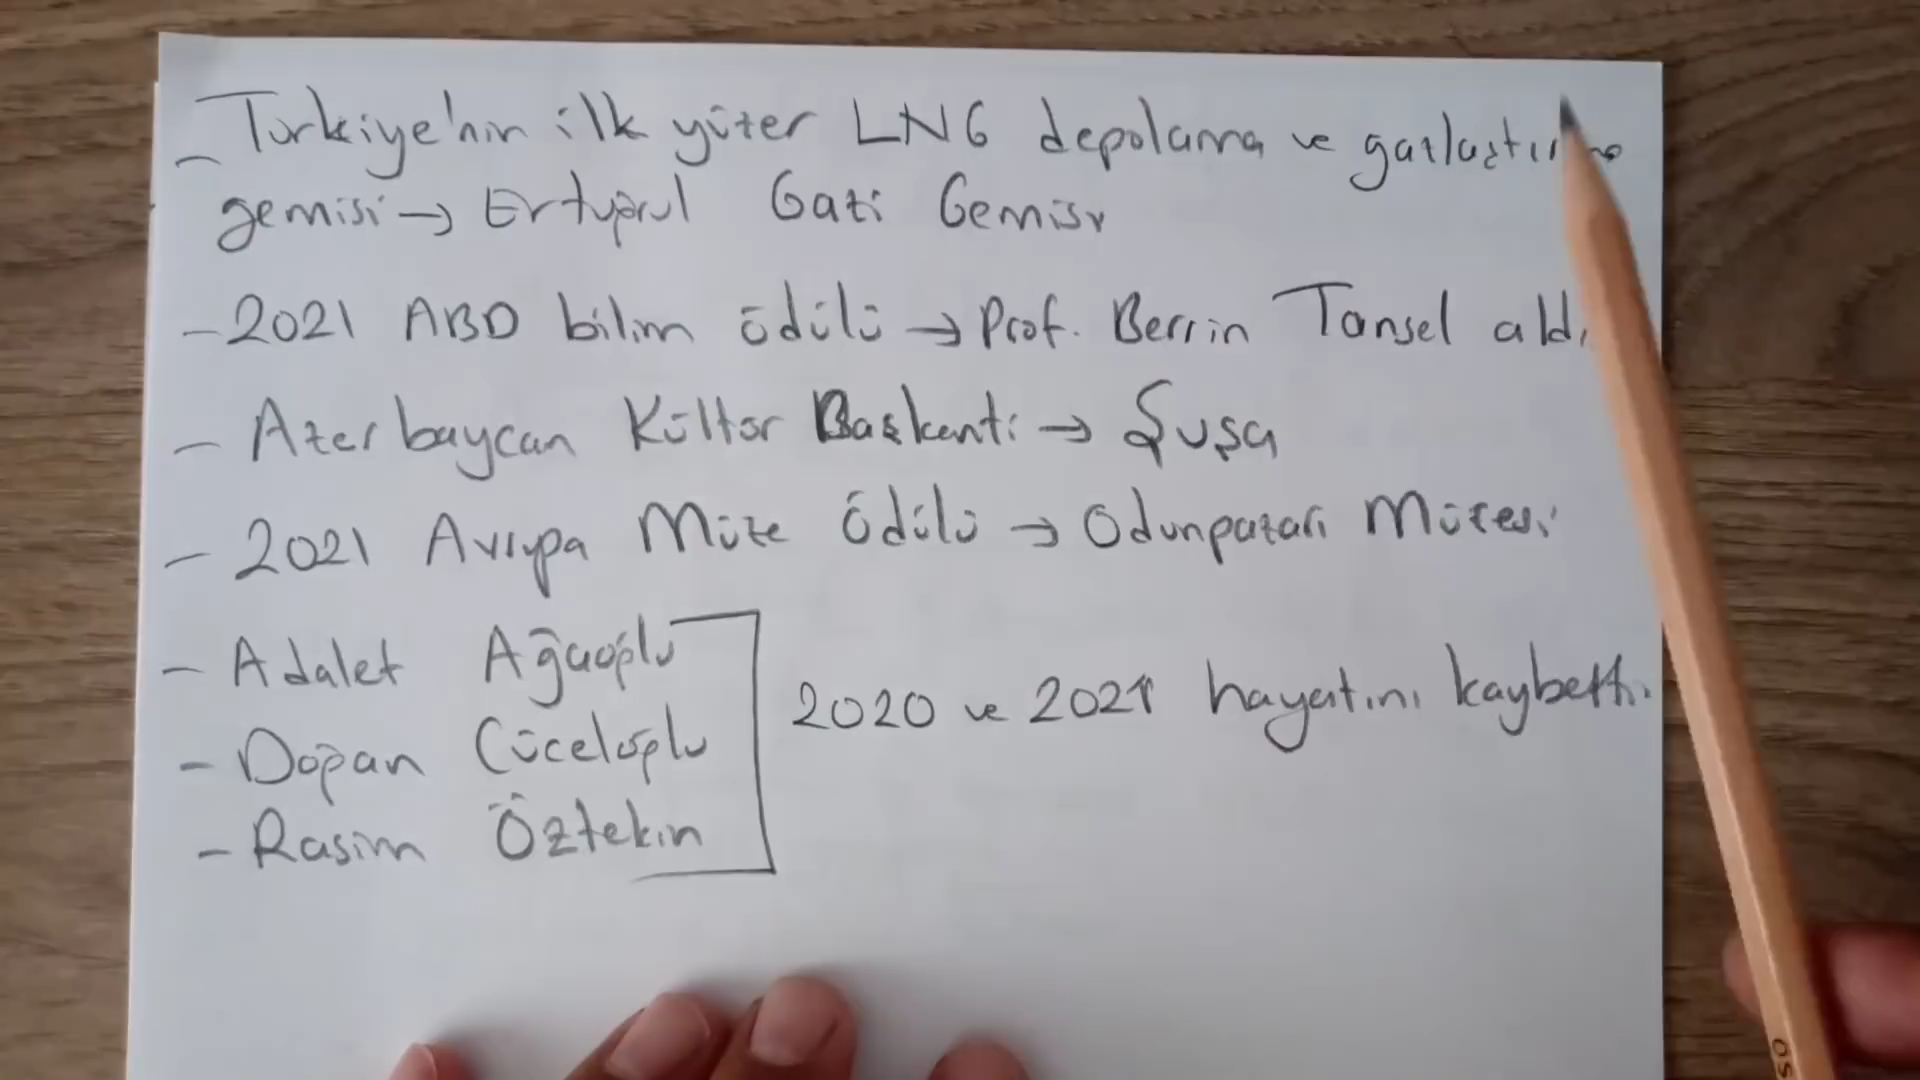 - Türkiye'nin ilk yüzer LNG depolama ve gazlaştırma
gemisi → Ertuğrul Gazi Gemisi
- 2021 ABD bilim ödülü → Prof. Berrin Tansel aldı
- Azerbaycan Kültür Başkenti → Şuşa
- 2021 Avrupa Müze Ödülü → Odunpazarı Müzesi
- Adalet Ağaoğlu
- Doğan Cüceloğlu
- Rasim Öztekin
2020 ve 2021 hayatını kaybetti.